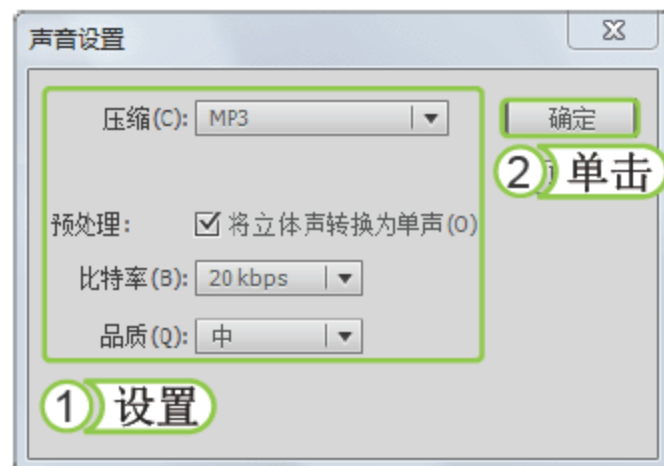 声音设置
压缩(C): MP3
确定
② 单击
预处理: 将立体声转换为单声(O)
比特率(B): 20 kbps
品质(Q): 中
① 设置